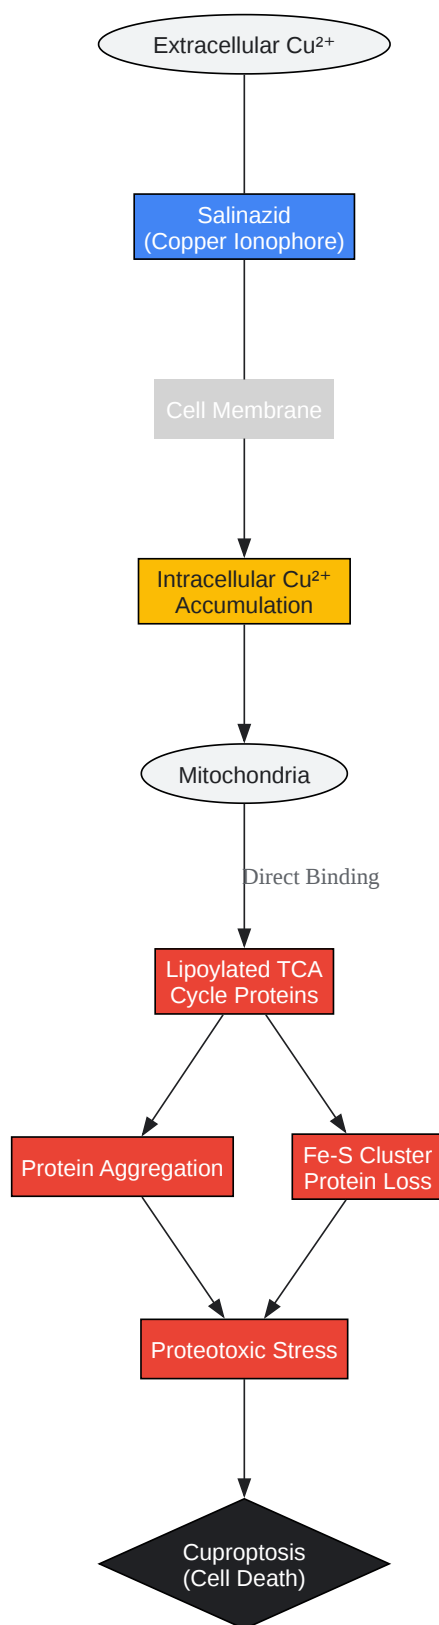 Extracellular Cu²⁺
Salinazid
(Copper Ionophore)
Cell Membrane
Intracellular Cu²⁺
Accumulation
Mitochondria
Direct Binding
Lipoylated TCA
Cycle Proteins
Protein Aggregation
Fe-S Cluster
Protein Loss
Proteotoxic Stress
Cuproptosis
(Cell Death)